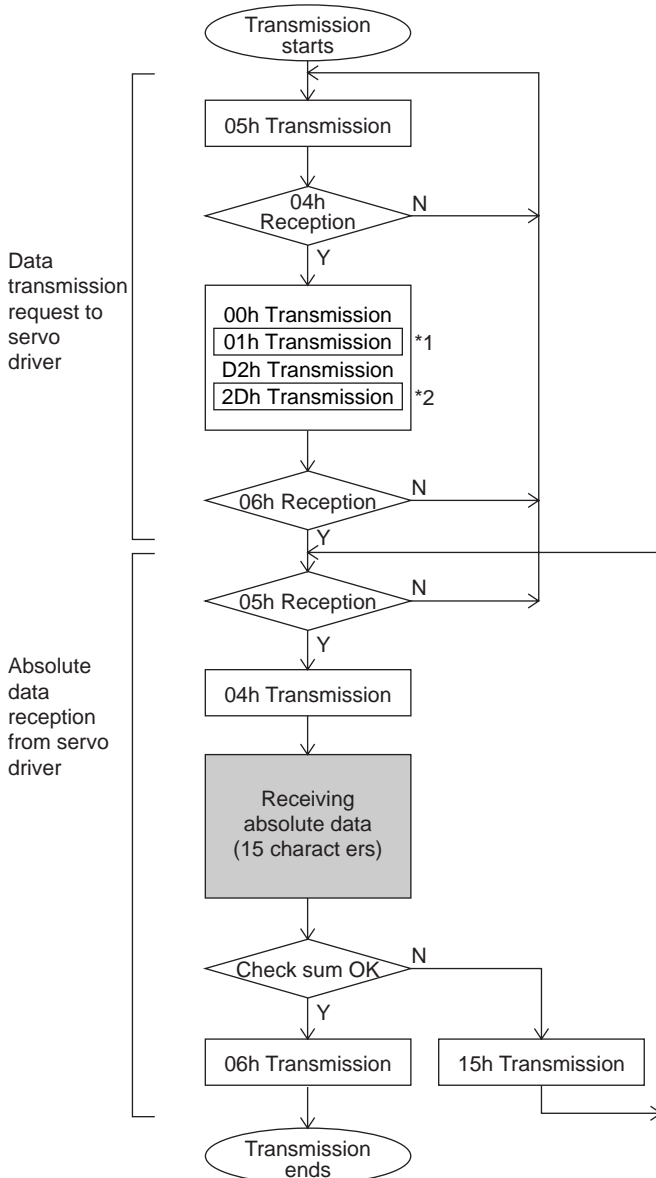 Transmission
starts
05h Transmission
04h
Reception
N
Y
Data
transmission
request to
servo
driver
00h Transmission
01h Transmission
*1
D2h Transmission
2Dh Transmission
*2
06h Reception
N
Y
05h Reception
N
Y
Absolute
data
reception
from servo
driver
04h Transmission
Receiving
absolute data
(15 charact ers)
Check sum OK
N
Y
06h Transmission
15h Transmission
Transmission
ends